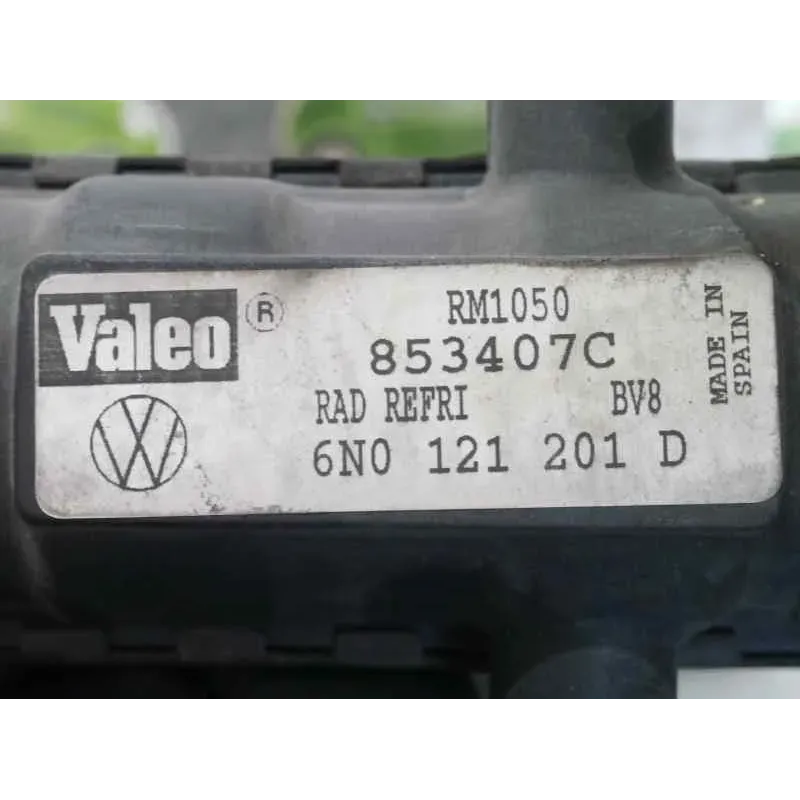 Valeo ®
RM1050
853407C
RAD REFRI BV8
6N0 121 201 D
MADE IN
SPAIN